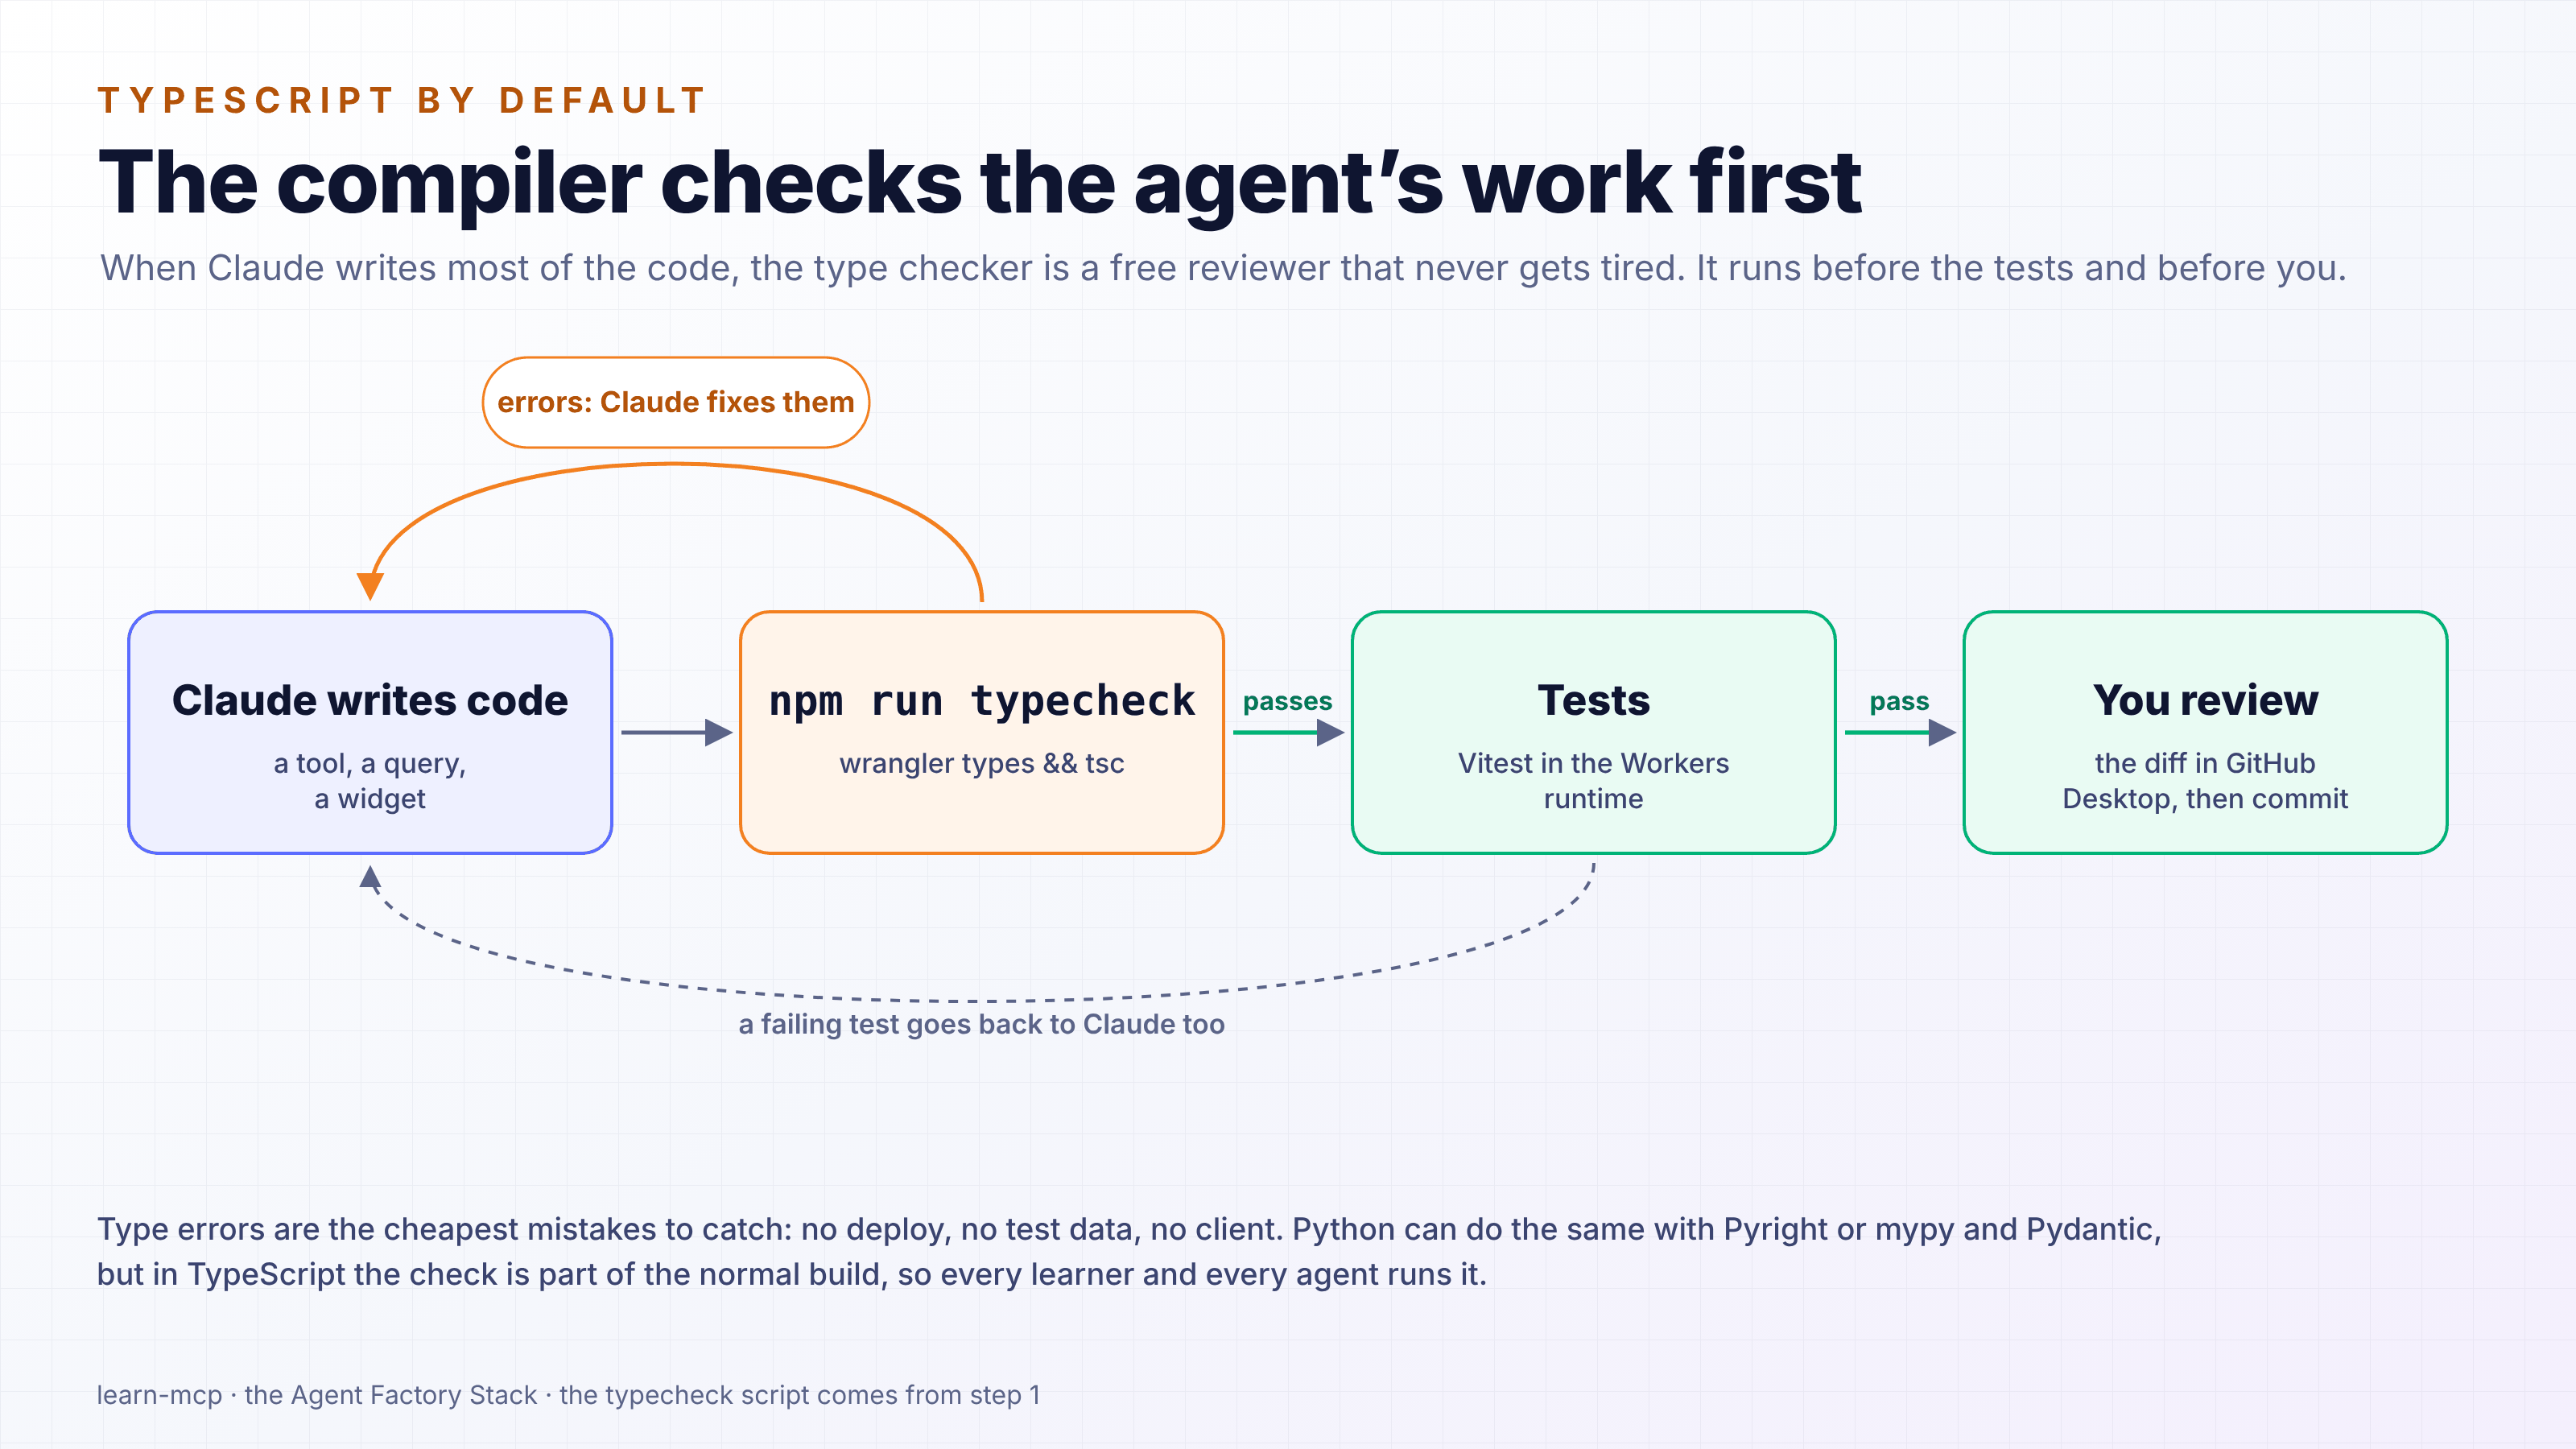 TYPESCRIPT BY DEFAULT
The compiler checks the agent’s work first
When Claude writes most of the code, the type checker is a free reviewer that never gets tired. It runs before the tests and before you.
errors: Claude fixes them
Claude writes code
a tool, a query,
a widget
npm run typecheck
wrangler types && tsc
passes
Tests
Vitest in the Workers
runtime
pass
You review
the diff in GitHub
Desktop, then commit
a failing test goes back to Claude too
Type errors are the cheapest mistakes to catch: no deploy, no test data, no client. Python can do the same with Pyright or mypy and Pydantic,
but in TypeScript the check is part of the normal build, so every learner and every agent runs it.
learn-mcp · the Agent Factory Stack · the typecheck script comes from step 1